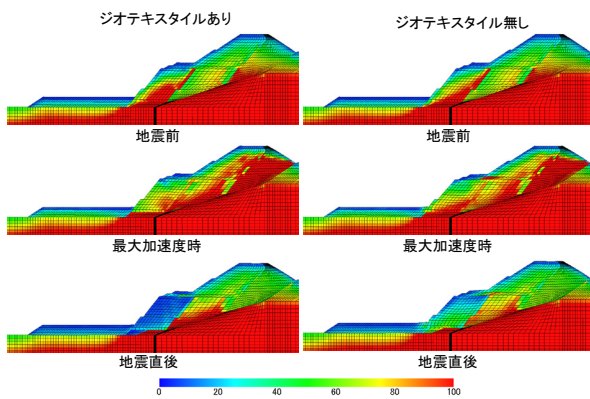 ジオテキスタイルあり
ジオテキスタイル無し
地震前
地震前
最大加速度時
最大加速度時
地震直後
地震直後
0 20 40 60 80 100